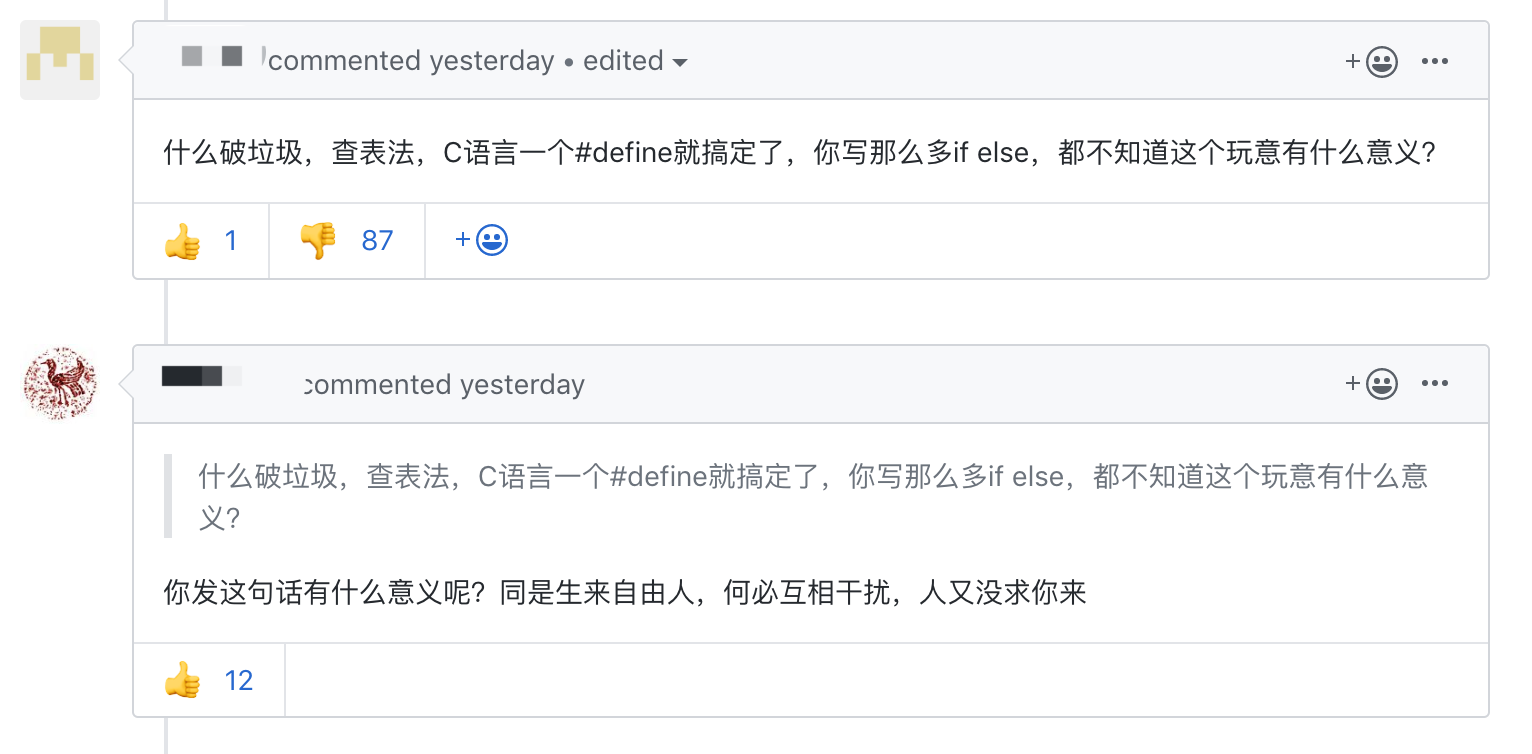 commented yesterday • edited
什么破垃圾，查表法，C语言一个#define就搞定了，你写那么多if else，都不知道这个玩意有什么意义？
1 87
commented yesterday
什么破垃圾，查表法，C语言一个#define就搞定了，你写那么多if else，都不知道这个玩意有什么意
义？
你发这句话有什么意义呢？同是生来自由人，何必互相干扰，人又没求你来
12